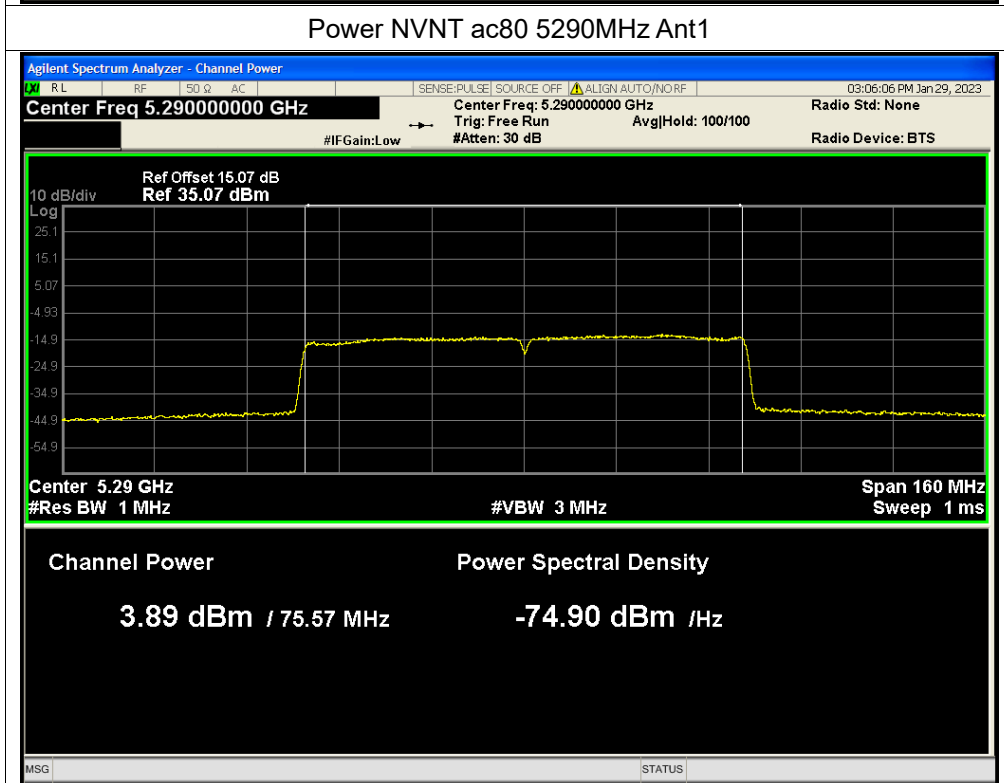 Power NVNT ac80 5290MHz Ant1
Agilent Spectrum Analyzer - Channel Power
LXI RL RF 50 Ω AC SENSE:PULSE SOURCE OFF ALIGN AUTO/NO RF 03:06:06 PM Jan 29, 2023
Center Freq 5.290000000 GHz Center Freq: 5.290000000 GHz Radio Std: None
Trig: Free Run Avg|Hold: 100/100
#IFGain:Low #Atten: 30 dB Radio Device: BTS
Ref Offset 15.07 dB
10 dB/div Ref 35.07 dBm
Log
25.1
15.1
5.07
-4.93
-14.9
-24.9
-34.9
-44.9
-54.9
Center 5.29 GHz Span 160 MHz
#Res BW 1 MHz #VBW 3 MHz Sweep 1 ms
Channel Power Power Spectral Density
3.89 dBm / 75.57 MHz -74.90 dBm /Hz
MSG STATUS